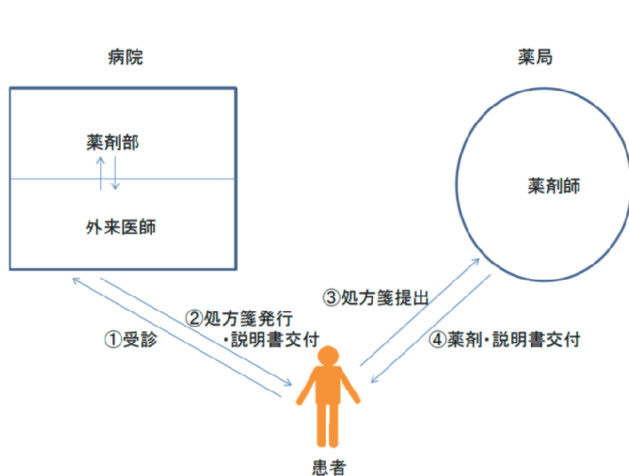 病院
薬局
薬剤部
外来医師
薬剤師
①受診
②処方箋発行
・説明書交付
③処方箋提出
④薬剤・説明書交付
患者